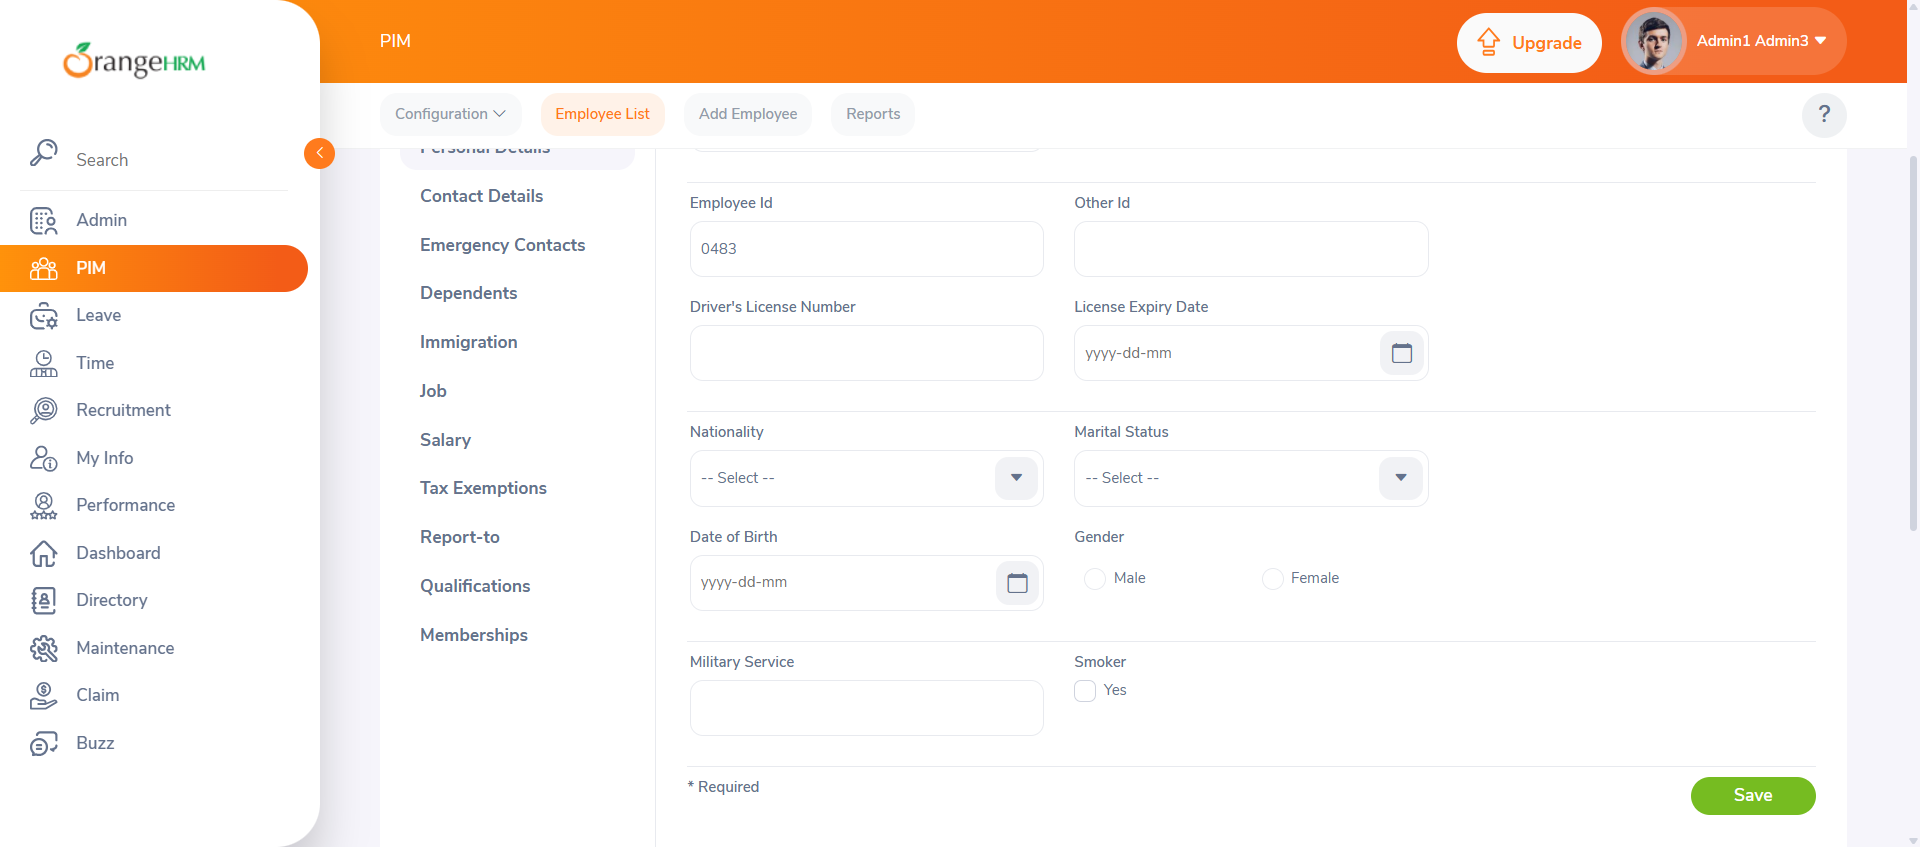 OrangeHRM
PIM
Upgrade
Admin1 Admin3
Configuration
Employee List
Add Employee
Reports
?
Search
Admin
PIM
Leave
Time
Recruitment
My Info
Performance
Dashboard
Directory
Maintenance
Claim
Buzz
Personal Details
Contact Details
Emergency Contacts
Dependents
Immigration
Job
Salary
Tax Exemptions
Report-to
Qualifications
Memberships
Employee Id
Other Id
0483
Driver's License Number
License Expiry Date
yyyy-dd-mm
Nationality
Marital Status
-- Select --
-- Select --
Date of Birth
Gender
yyyy-dd-mm
Male
Female
Military Service
Smoker
Yes
* Required
Save